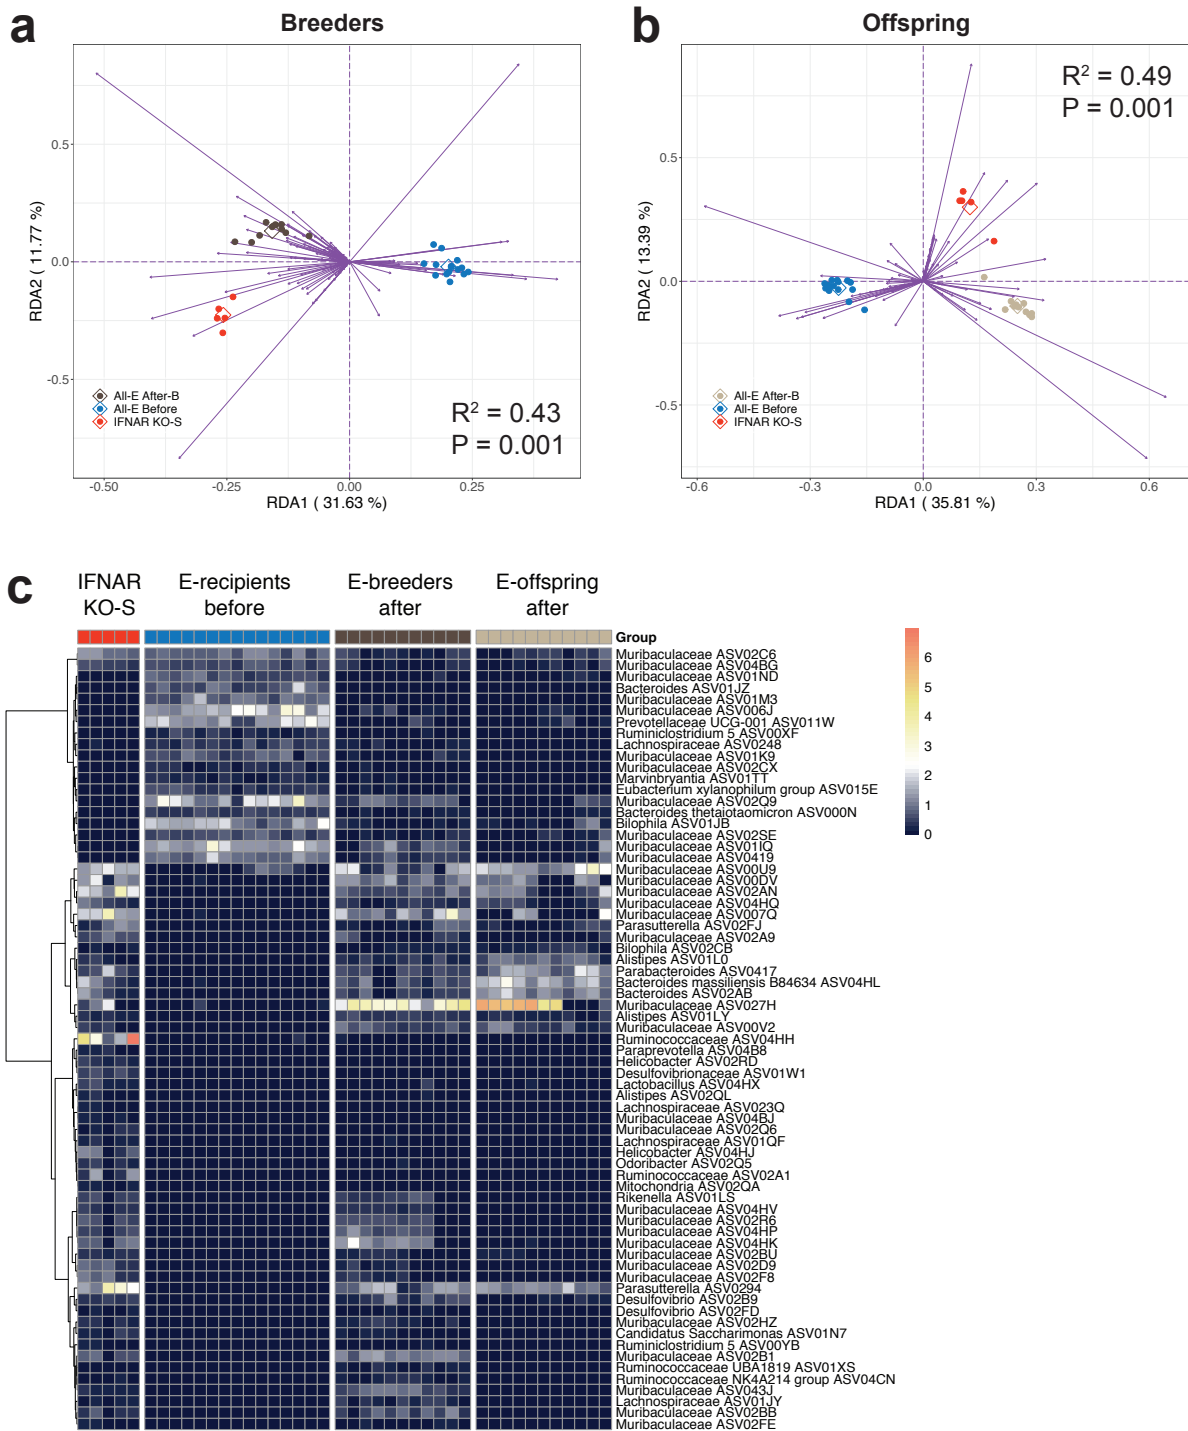 a
Breeders
R² = 0.43
P = 0.001
All-E After-B
All-E Before
IFNAR KO-S
0.5
0.0
-0.5
-0.50
-0.25
0.00
0.25
RDA1 ( 31.63 %)
RDA2 ( 11.77 %)
b
Offspring
R² = 0.49
P = 0.001
All-E After-B
All-E Before
IFNAR KO-S
0.5
0.0
-0.5
-0.6
-0.3
0.0
0.3
0.6
RDA1 ( 35.81 %)
RDA2 ( 13.39 %)
c
IFNAR
KO-S
E-recipients
before
E-breeders
after
E-offspring
after
Group
Muribaculaceae ASV02C6
Muribaculaceae ASV04BG
Muribaculaceae ASV01ND
Bacteroides ASV01JZ
Muribaculaceae ASV01M3
Muribaculaceae ASV006J
Prevotellaceae UCG-001 ASV011W
Ruminiclostridium 5 ASV00XF
Lachnospiraceae ASV0248
Muribaculaceae ASV01K9
Muribaculaceae ASV02CX
Marvinbryantia ASV01TT
Eubacterium xylanophilum group ASV015E
Muribaculaceae ASV02Q9
Bacteroides thetaiotaomicron ASV000N
Bilophila ASV01JB
Muribaculaceae ASV02SE
Muribaculaceae ASV01IQ
Muribaculaceae ASV0419
Muribaculaceae ASV00U9
Muribaculaceae ASV00DV
Muribaculaceae ASV02AN
Muribaculaceae ASV04HQ
Muribaculaceae ASV007Q
Parasutterella ASV02FJ
Muribaculaceae ASV02A9
Bilophila ASV02CB
Alistipes ASV01L0
Parabacteroides ASV0417
Bacteroides massiliensis B84634 ASV04HL
Bacteroides ASV02AB
Muribaculaceae ASV027H
Alistipes ASV01LY
Muribaculaceae ASV00V2
Ruminococcaceae ASV04HH
Paraprevotella ASV04B8
Helicobacter ASV02RD
Desulfovibrionaceae ASV01W1
Lactobacillus ASV04HX
Alistipes ASV02QL
Lachnospiraceae ASV023Q
Muribaculaceae ASV04BJ
Muribaculaceae ASV02Q6
Lachnospiraceae ASV01QF
Helicobacter ASV04HJ
Odoribacter ASV02Q5
Ruminococcaceae ASV02A1
Mitochondria ASV02QA
Rikenella ASV01LS
Muribaculaceae ASV04HV
Muribaculaceae ASV02R6
Muribaculaceae ASV04HP
Muribaculaceae ASV04HK
Muribaculaceae ASV02BU
Muribaculaceae ASV02D9
Muribaculaceae ASV02F8
Parasutterella ASV0294
Desulfovibrio ASV02B9
Desulfovibrio ASV02FD
Muribaculaceae ASV02HZ
Candidatus Saccharimonas ASV01N7
Ruminiclostridium 5 ASV00YB
Muribaculaceae ASV02B1
Ruminococcaceae UBA1819 ASV01XS
Ruminococcaceae NK4A214 group ASV04CN
Muribaculaceae ASV043J
Lachnospiraceae ASV01JY
Muribaculaceae ASV02BB
Muribaculaceae ASV02FE
6
5
4
3
2
1
0